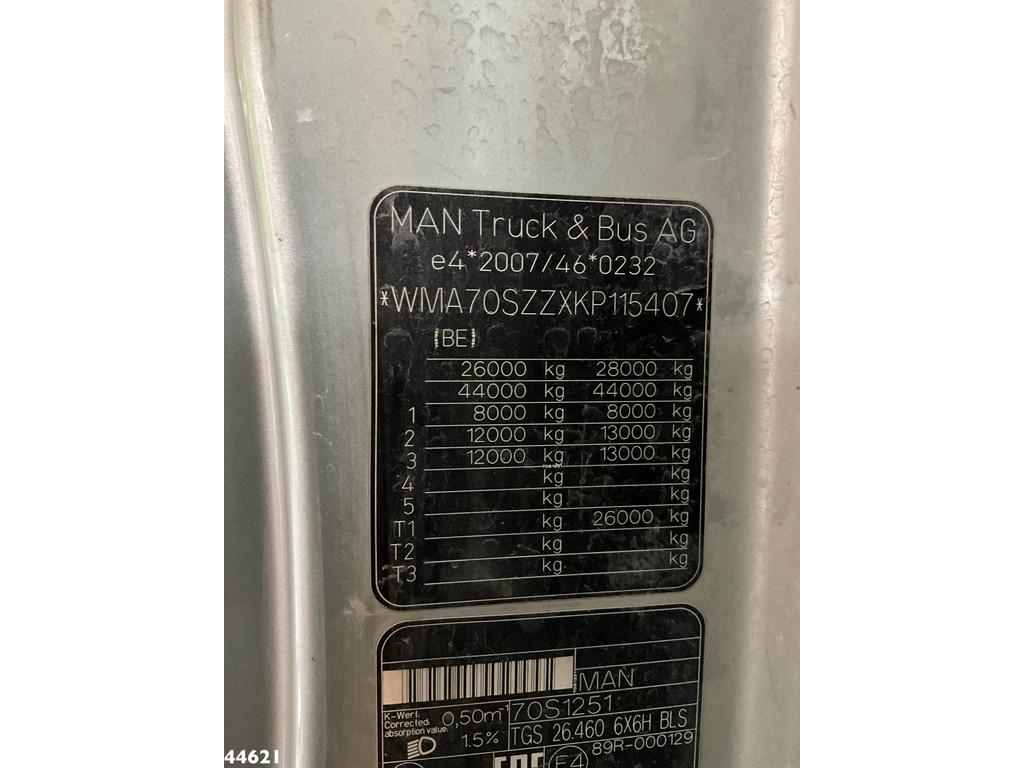 MAN Truck & Bus AG
e4*2007/46*0232
*WMA70SZZXKP115407*
BE
26000 kg 28000 kg
44000 kg 44000 kg
1 8000 kg 8000 kg
2 12000 kg 13000 kg
3 12000 kg 13000 kg
4 kg kg
5 kg kg
T1 kg 26000 kg
T2 kg kg
T3 kg kg
MAN
K-Wert
Corrected
absorption value
0,50m-1
70S1251
1.5%
TGS 26.460 6X6H BLS
89R-000129
E4
44621